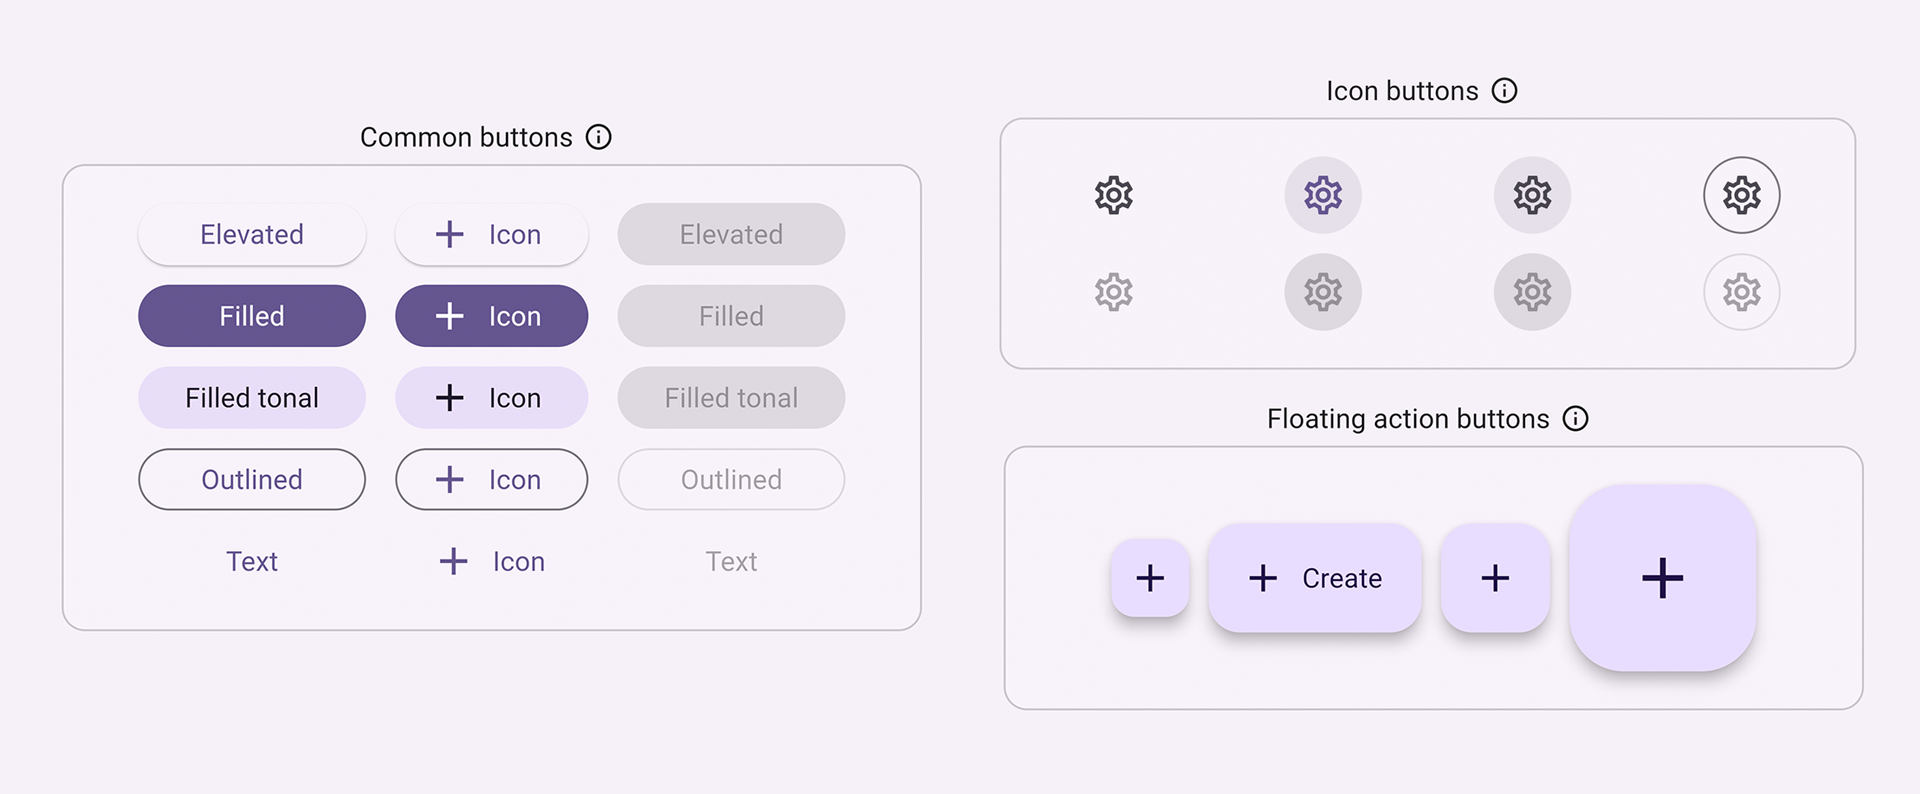 Common buttons
Elevated
Icon
Elevated
Filled
Icon
Filled
Filled tonal
Icon
Filled tonal
Outlined
Icon
Outlined
Text
Icon
Text
Icon buttons
Floating action buttons
Create